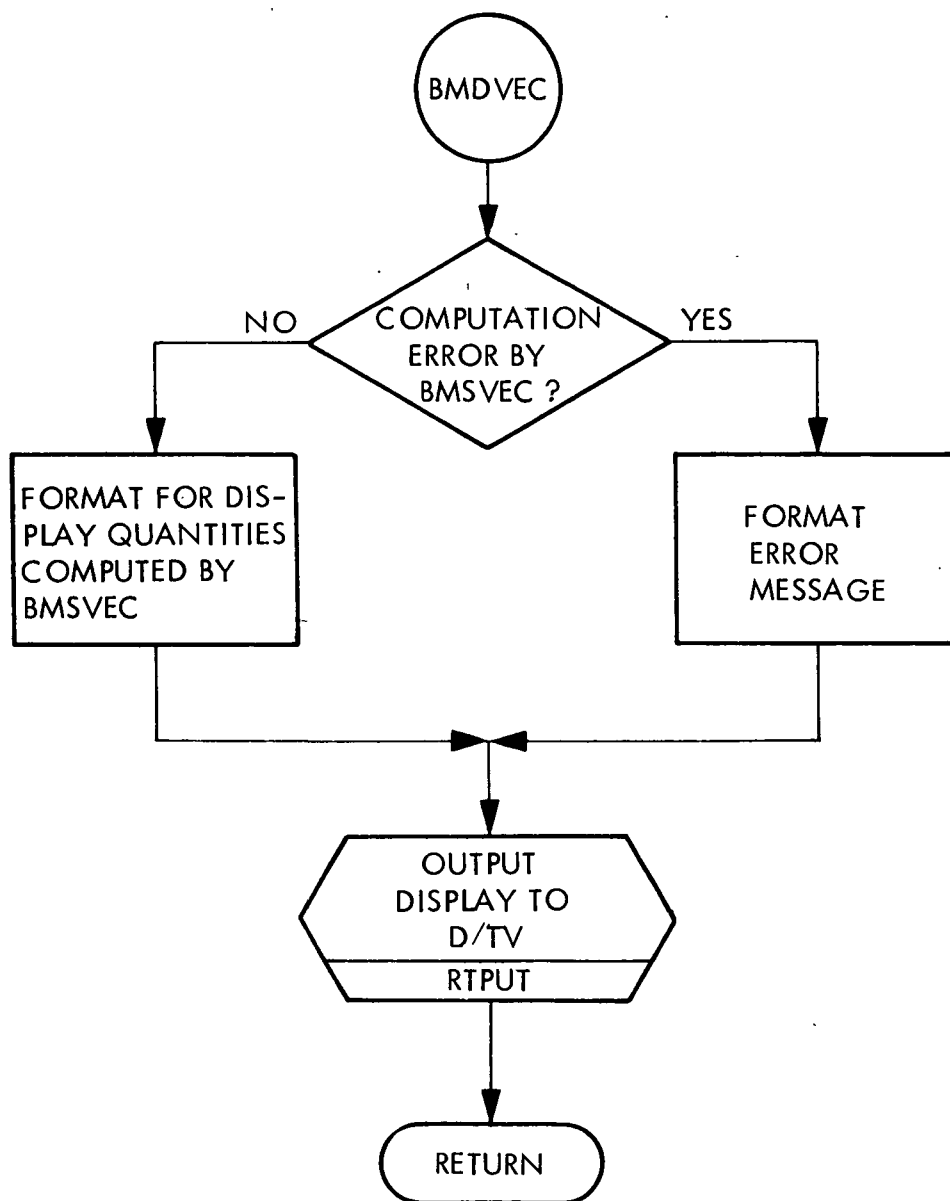 BMDVEC
COMPUTATION
ERROR BY
BMSVEC ?
NO
YES
FORMAT FOR DIS-
PLAY QUANTITIES
COMPUTED BY
BMSVEC
FORMAT
ERROR
MESSAGE
OUTPUT
DISPLAY TO
D/TV
RTPUT
RETURN